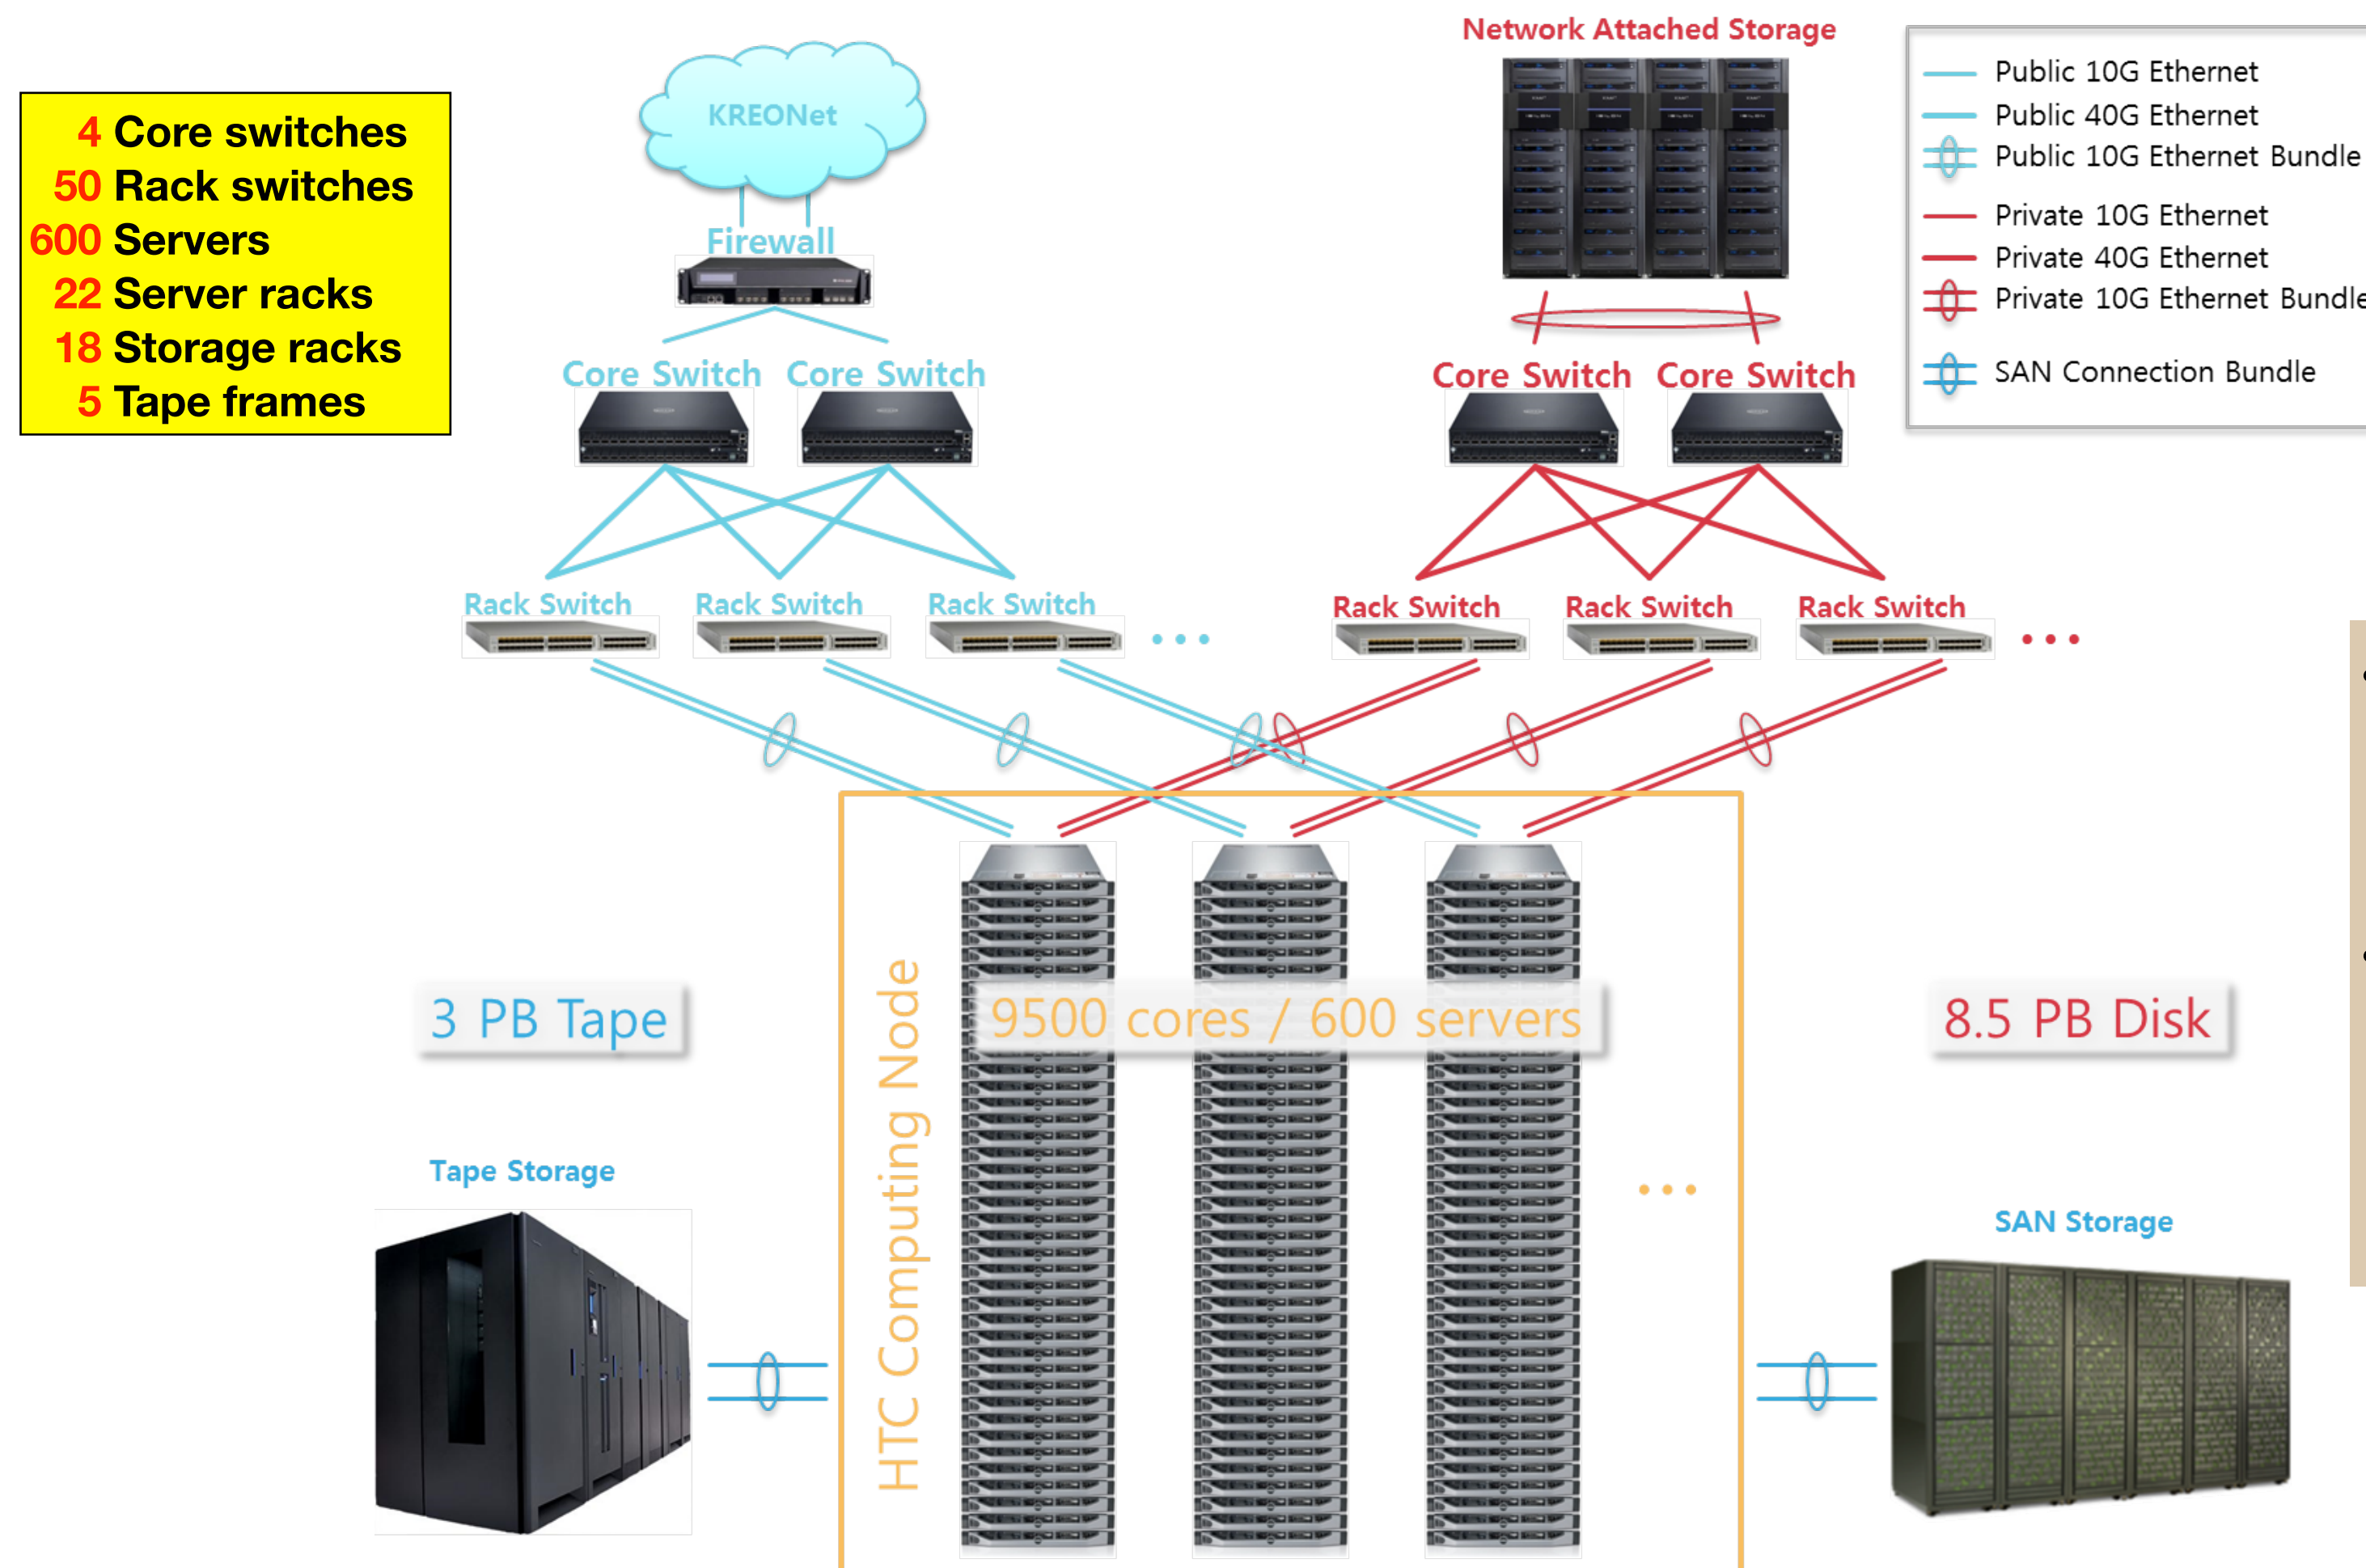 4 Core switches
50 Rack switches
600 Servers
22 Server racks
18 Storage racks
5 Tape frames
KREONet
Firewall
Core Switch Core Switch
Rack Switch Rack Switch Rack Switch
...
Network Attached Storage
Core Switch Core Switch
Rack Switch Rack Switch Rack Switch
...
Public 10G Ethernet
Public 40G Ethernet
Public 10G Ethernet Bundle
Private 10G Ethernet
Private 40G Ethernet
Private 10G Ethernet Bundle
SAN Connection Bundle
3 PB Tape
HTC Computing Node
9500 cores / 600 servers
...
8.5 PB Disk
Tape Storage
SAN Storage